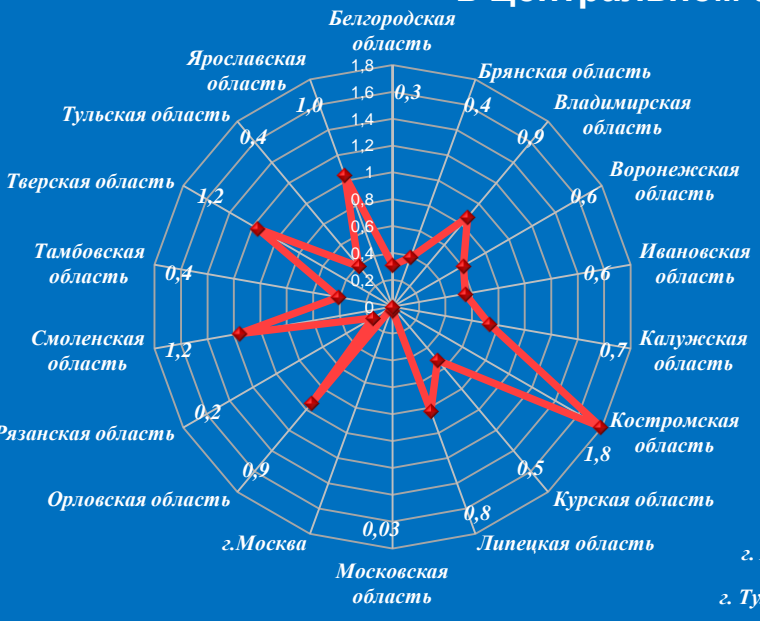 Белгородская
область
Ярославская
область
Брянская область
Тульская область
Владимирская
область
Тверская область
Воронежская
область
Тамбовская
область
Ивановская
область
Смоленская
область
Калужская
область
Рязанская область
Костромская
область
Орловская область
Курская область
г.Москва
Липецкая область
Московская
область
1,8
1,6
1,4
1,2
1
0,8
0,6
0,4
0,2
0
0,3
0,4
0,9
0,6
0,6
0,7
1,8
0,5
0,8
0,03
0,9
0,2
1,2
0,4
1,2
0,4
1,0
г.
г.